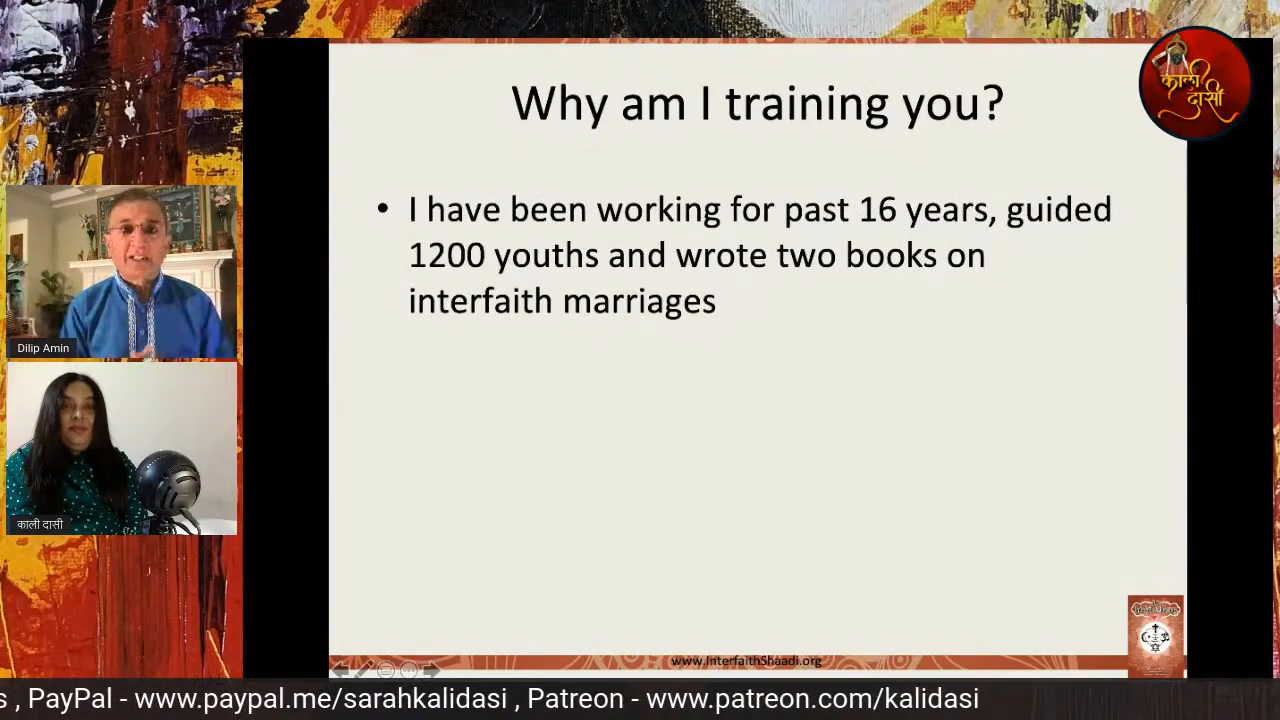 Why am I training you?
• I have been working for past 16 years, guided
1200 youths and wrote two books on
interfaith marriages
काली
दासी
Dilip Amin
काली दासी
www.InterfaithShaadi.org
s , PayPal - www.paypal.me/sarahkalidasi , Patreon - www.patreon.com/kalidasi